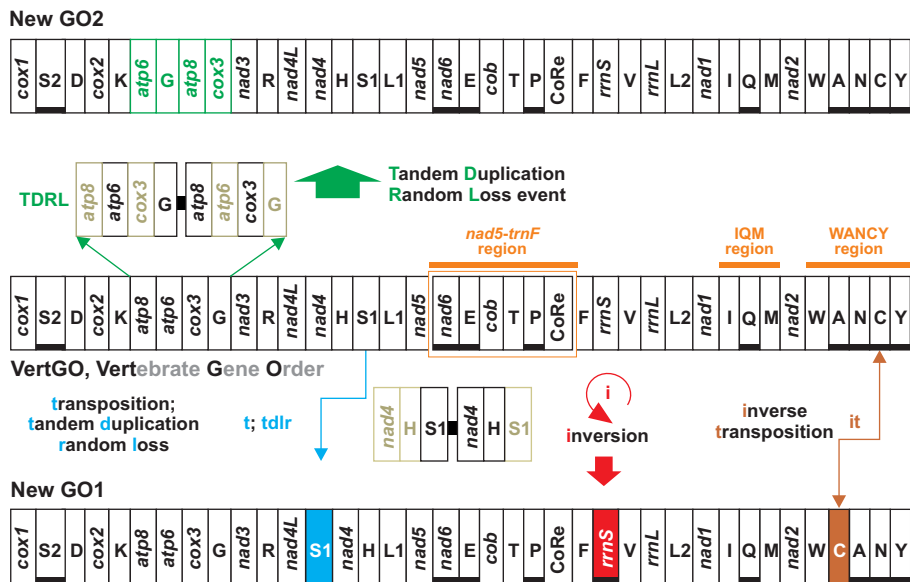 New GO2
cox1 S2 D cox2 K atp6 G atp8 cox3 nad3 R nad4L nad4 H S1 L1 nad5 nad6 E cob T P CoRe F rrnS V rrnL L2 nad1 I Q M nad2 W A N C Y
TDRL
atp8 atp6 cox3 G atp8 atp6 cox3 G
Tandem Duplication
Random Loss event
nad5-trnF
region
IQM
region
WANCY
region
cox1 S2 D cox2 K atp8 atp6 cox3 G nad3 R nad4L nad4 H S1 L1 nad5 nad6 E cob T P CoRe F rrnS V rrnL L2 nad1 I Q M nad2 W A N C Y
VertGO, Vertebrate Gene Order
transposition;
tandem duplication
random loss
t; tdlr
nad4 H S1 nad4 H S1
i
inversion
inverse
transposition
it
New GO1
cox1 S2 D cox2 K atp8 atp6 cox3 G nad3 R nad4L S1 nad4 H L1 nad5 nad6 E cob T P CoRe F rrnS V rrnL L2 nad1 I Q M nad2 W C A N Y